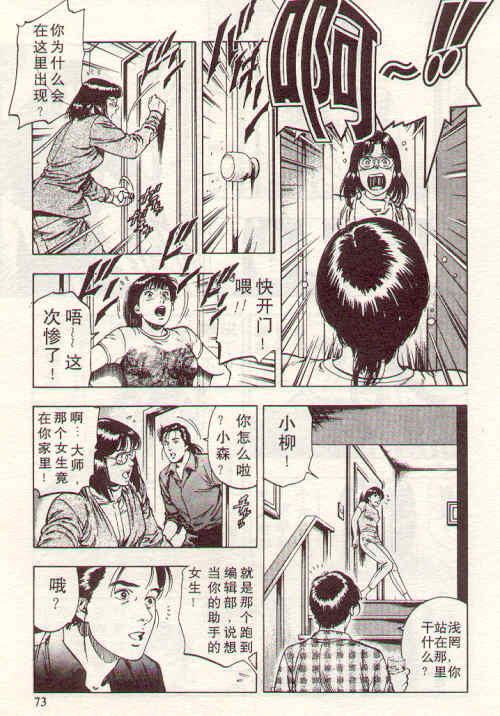 啊～!!
你为什么会
在这里出现？
快开门！
喂!!
唔～～这
次惨了！
小柳！
浅罔，你
站在那里
干什么？
你怎么啦
？小森？
啊…大师，
那个女生竟
在你家里！
就是那个跑到
编辑部，说想
当你的助手的
女生！
哦？
73